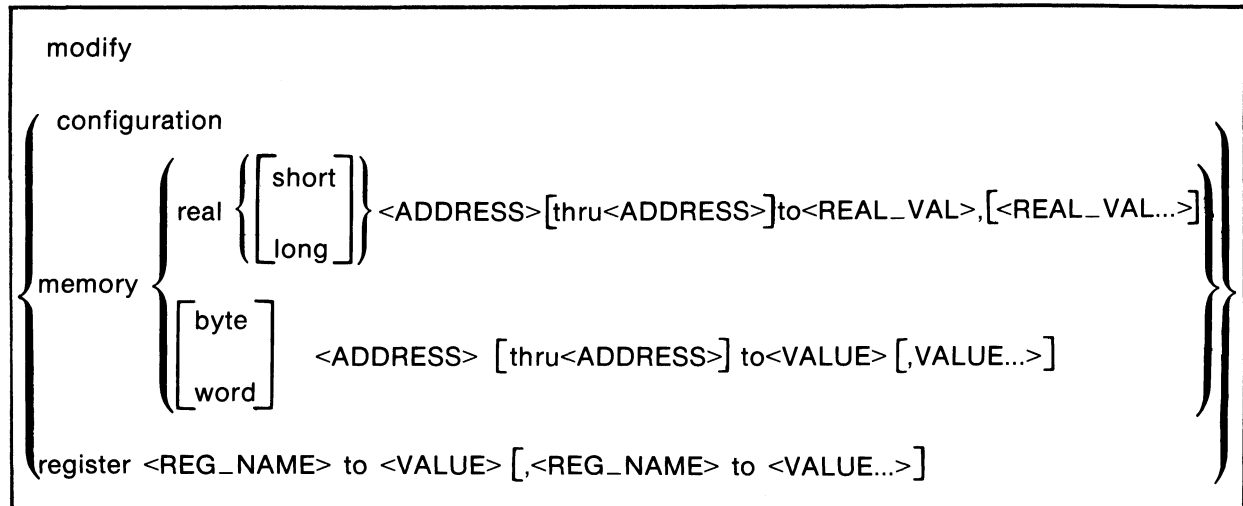 modify
configuration
short
real <ADDRESS>[thru<ADDRESS>]to<REAL_VAL>,[<REAL_VAL...>]
long
memory
byte
<ADDRESS> [thru<ADDRESS>] to<VALUE> [,VALUE...>]
word
register <REG_NAME> to <VALUE> [,<REG_NAME> to <VALUE...>]